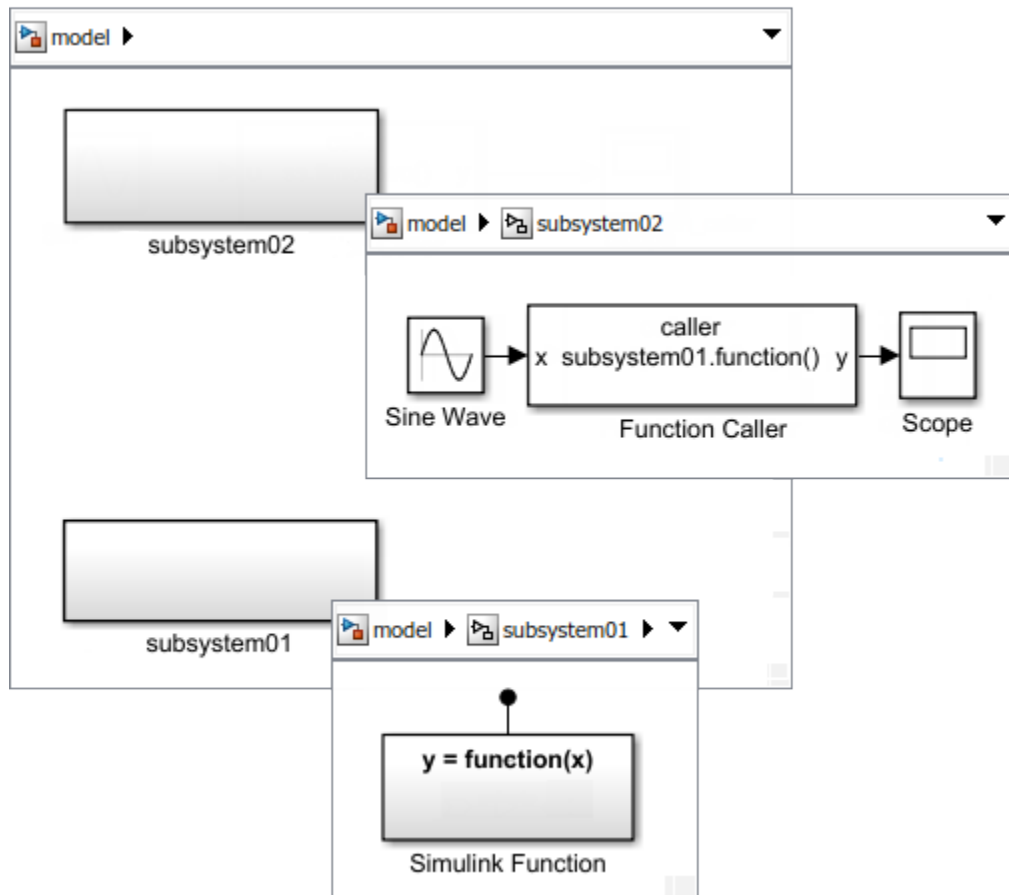 model
subsystem02
model subsystem02
caller
x subsystem01.function() y
Sine Wave
Function Caller
Scope
subsystem01
model subsystem01
y = function(x)
Simulink Function